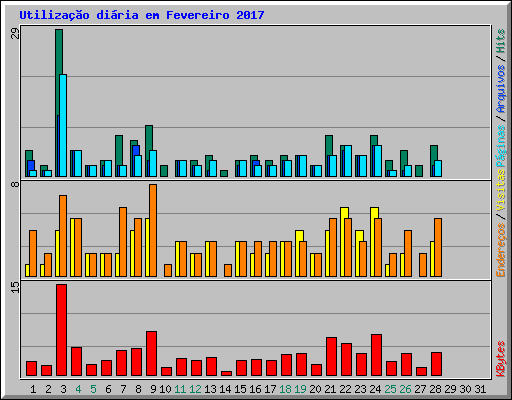 Utilização diária em Fevereiro 2017
29
8
15
Hits / Arquivos / Páginas
Visitas / Endereços
KBytes
1 2 3 4 5 6 7 8 9 10 11 12 13 14 15 16 17 18 19 20 21 22 23 24 25 26 27 28 29 30 31